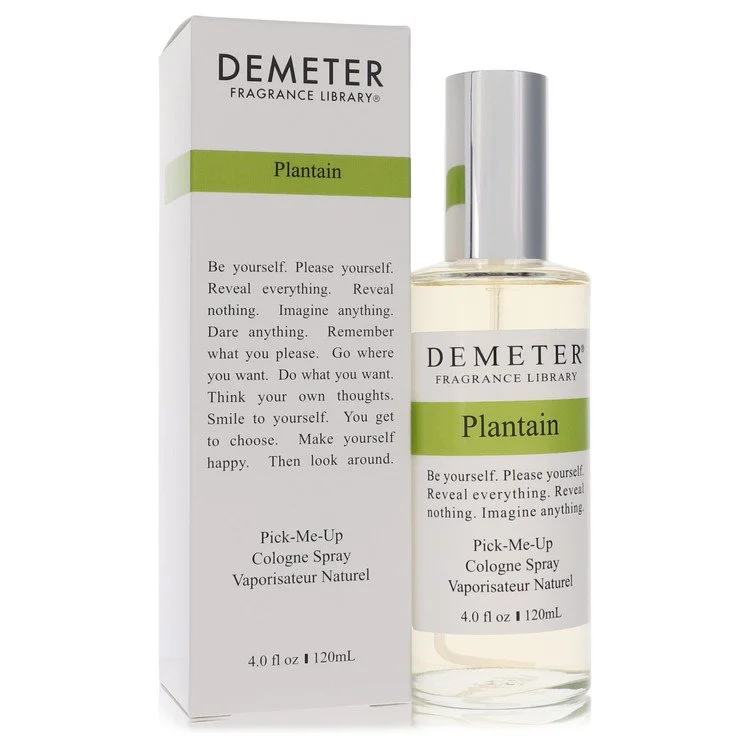 DEMETER
FRAGRANCE LIBRARY®
Plantain
Be yourself. Please yourself.
Reveal everything. Reveal
nothing. Imagine anything.
Dare anything. Remember
what you please. Go where
you want. Do what you want.
Think your own thoughts.
Smile to yourself. You get
to choose. Make yourself
happy. Then look around.
Pick-Me-Up
Cologne Spray
Vaporisateur Naturel
4.0 fl oz ❙ 120mL
DEMETER®
FRAGRANCE LIBRARY
Plantain
Be yourself. Please yourself.
Reveal everything. Reveal
nothing. Imagine anything.
Pick-Me-Up
Cologne Spray
Vaporisateur Naturel
4.0 fl oz ❙ 120mL